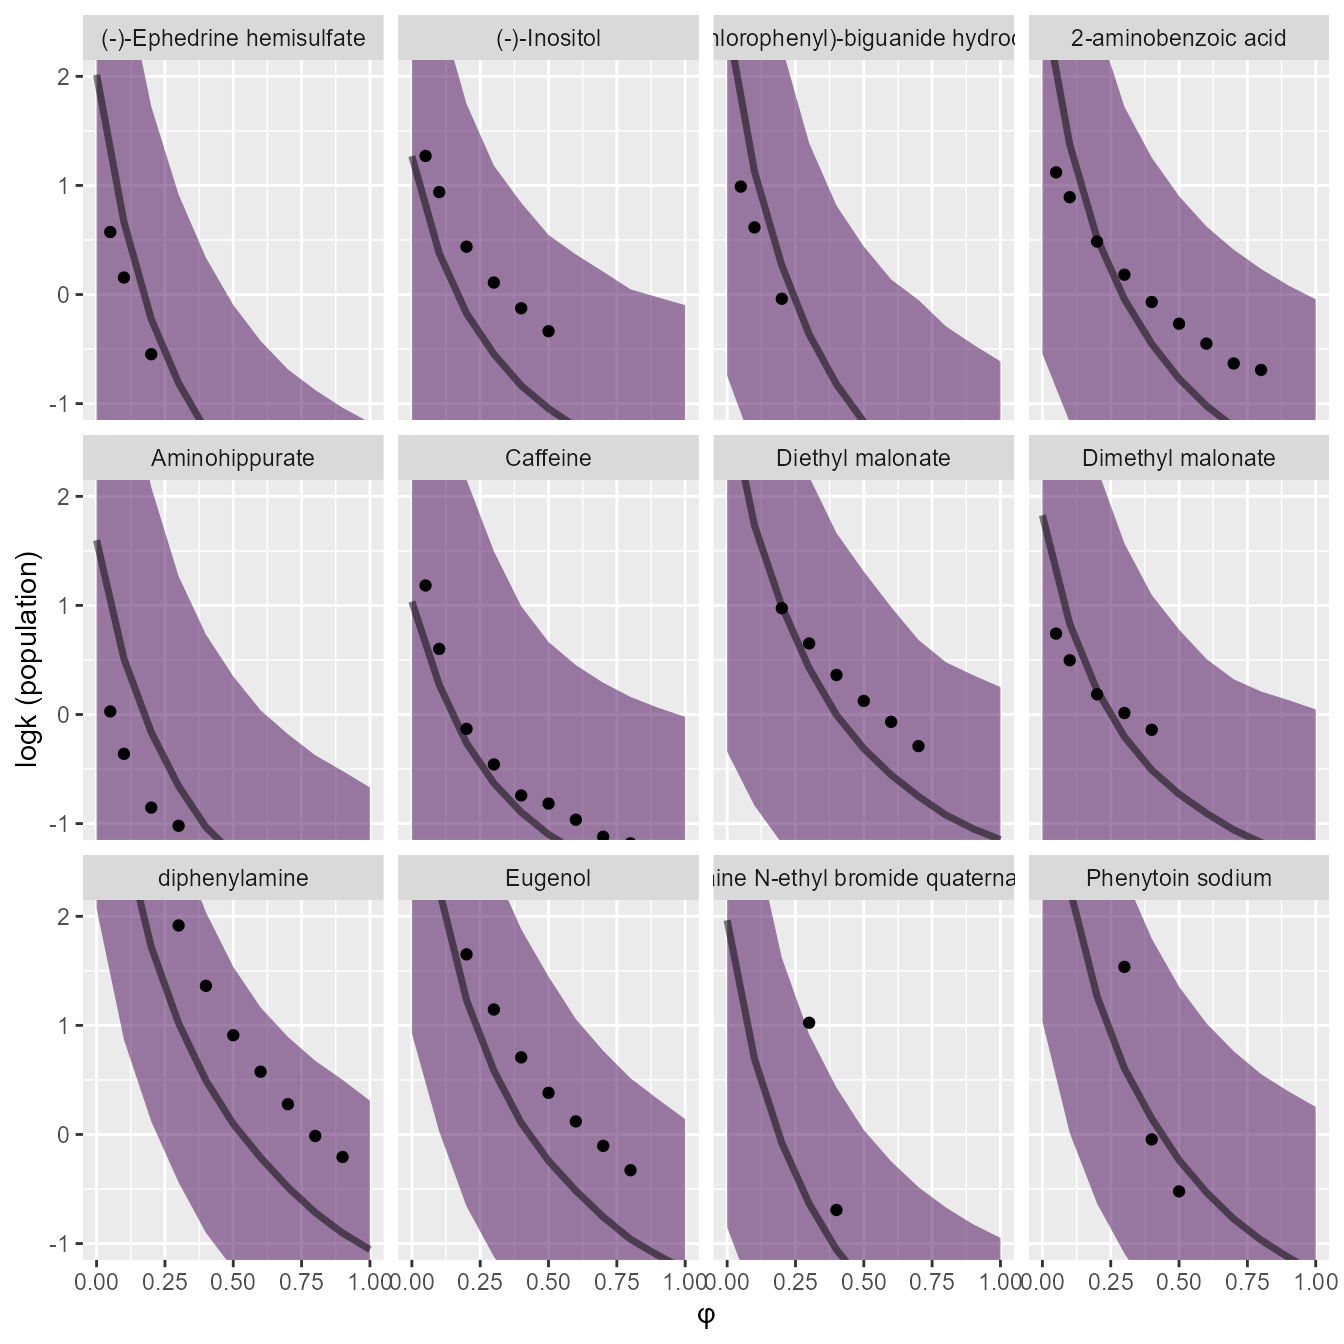 (-)-Ephedrine hemisulfate
(-)-Inositol
hlorophenyl)-biguanide hydroc
2-aminobenzoic acid
2
1
0
-1
Aminohippurate
Caffeine
Diethyl malonate
Dimethyl malonate
2
1
0
-1
logk (population)
diphenylamine
Eugenol
ine N-ethyl bromide quaterna
Phenytoin sodium
2
1
0
-1
0.00 0.25 0.50 0.75 1.00
0.00 0.25 0.50 0.75 1.00
0.00 0.25 0.50 0.75 1.00
0.00 0.25 0.50 0.75 1.00
φ